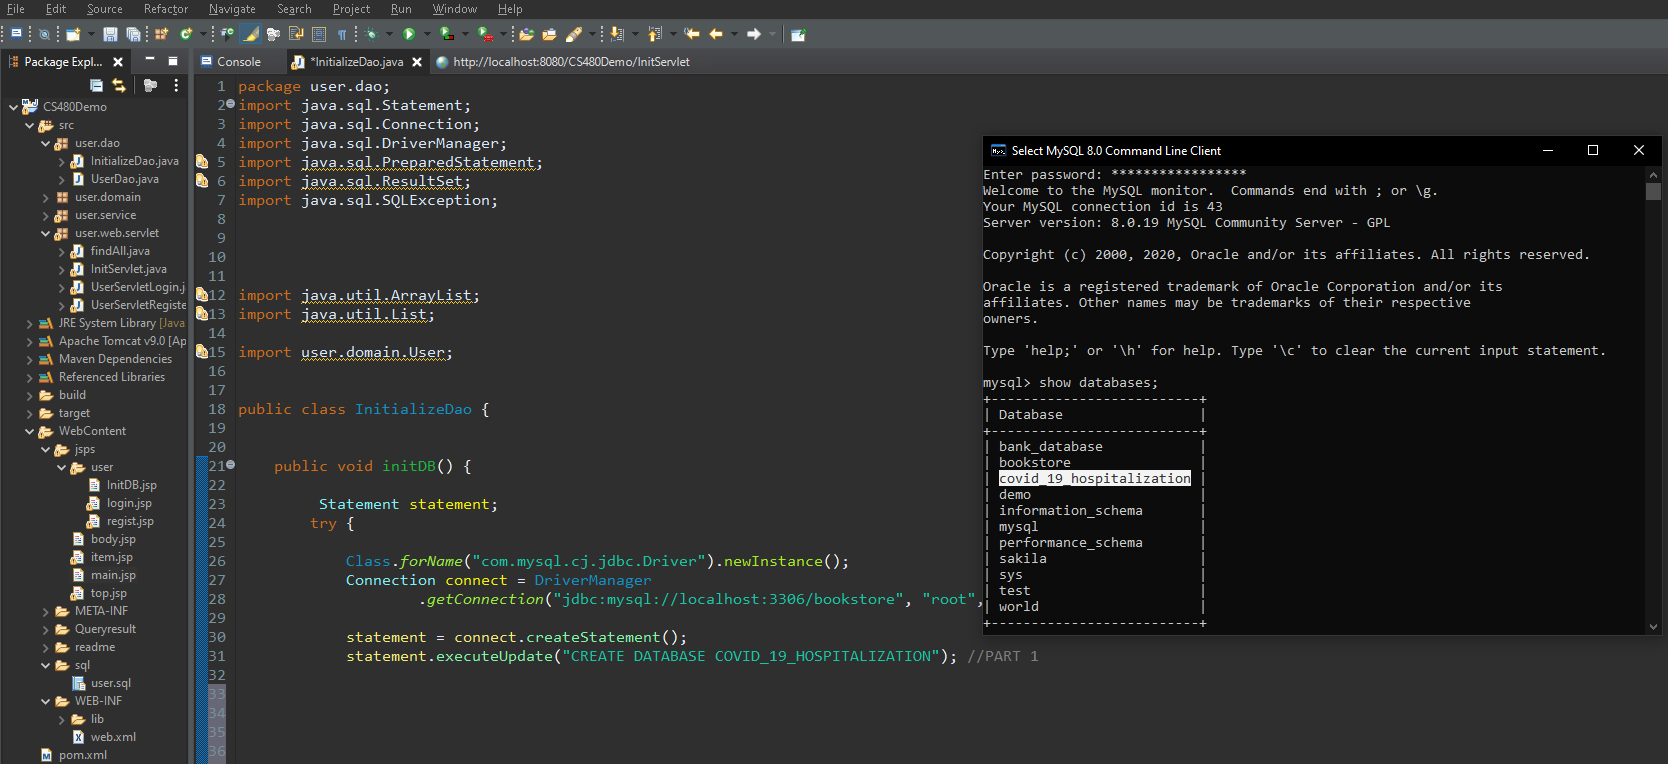 File Edit Source Refactor Navigate Search Project Run Window Help
Package Expl...
CS480Demo
src
user.dao
InitializeDao.java
UserDao.java
user.domain
user.service
user.web.servlet
findAll.java
InitServlet.java
UserServletLogin.j
UserServletRegiste
JRE System Library [Java
Apache Tomcat v9.0 [Ap
Maven Dependencies
Referenced Libraries
build
target
WebContent
jsps
user
InitDB.jsp
login.jsp
regist.jsp
body.jsp
item.jsp
main.jsp
top.jsp
META-INF
Queryresult
readme
sql
user.sql
WEB-INF
lib
web.xml
pom.xml
Console *InitializeDao.java http://localhost:8080/CS480Demo/InitServlet
1 package user.dao;
2 import java.sql.Statement;
3 import java.sql.Connection;
4 import java.sql.DriverManager;
5 import java.sql.PreparedStatement;
6 import java.sql.ResultSet;
7 import java.sql.SQLException;
8
9
10
11
12 import java.util.ArrayList;
13 import java.util.List;
14
15 import user.domain.User;
16
17
18 public class InitializeDao {
19
20
21 public void initDB() {
22
23 Statement statement;
24 try {
25
26 Class.forName("com.mysql.cj.jdbc.Driver").newInstance();
27 Connection connect = DriverManager
28 .getConnection("jdbc:mysql://localhost:3306/bookstore", "root",
29
30 statement = connect.createStatement();
31 statement.executeUpdate("CREATE DATABASE COVID_19_HOSPITALIZATION"); //PART 1
32
33
34
35
36
Select MySQL 8.0 Command Line Client
Enter password: *****************
Welcome to the MySQL monitor.  Commands end with ; or \g.
Your MySQL connection id is 43
Server version: 8.0.19 MySQL Community Server - GPL
Copyright (c) 2000, 2020, Oracle and/or its affiliates. All rights reserved.
Oracle is a registered trademark of Oracle Corporation and/or its
affiliates. Other names may be trademarks of their respective
owners.
Type 'help;' or '\h' for help. Type '\c' to clear the current input statement.
mysql> show databases;
+--------------------------+
| Database                 |
+--------------------------+
| bank_database            |
| bookstore                |
| covid_19_hospitalization |
| demo                     |
| information_schema       |
| mysql                    |
| performance_schema       |
| sakila                   |
| sys                      |
| test                     |
| world                    |
+--------------------------+